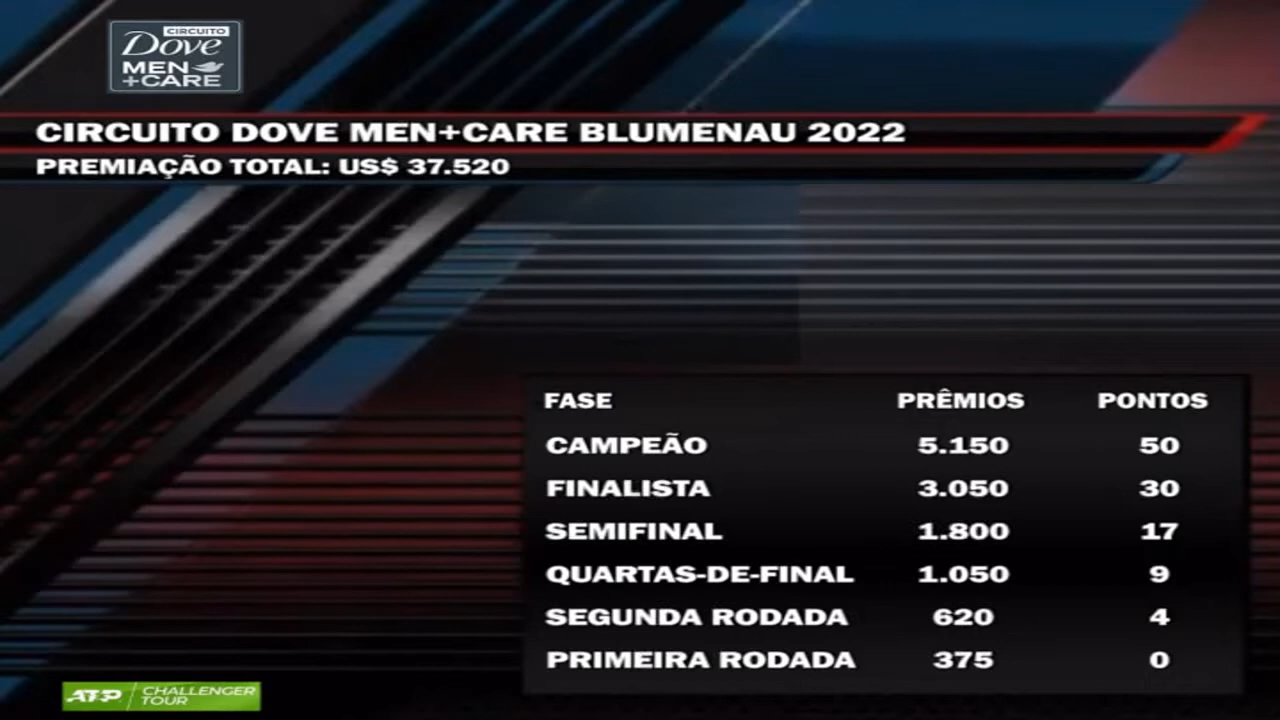 CIRCUITO
Dove
MEN
+CARE
CIRCUITO DOVE MEN+CARE BLUMENAU 2022
PREMIAÇÃO TOTAL: US$ 37.520
FASE PRÊMIOS PONTOS
CAMPEÃO 5.150 50
FINALISTA 3.050 30
SEMIFINAL 1.800 17
QUARTAS-DE-FINAL 1.050 9
SEGUNDA RODADA 620 4
PRIMEIRA RODADA 375 0
ATP CHALLENGER
TOUR